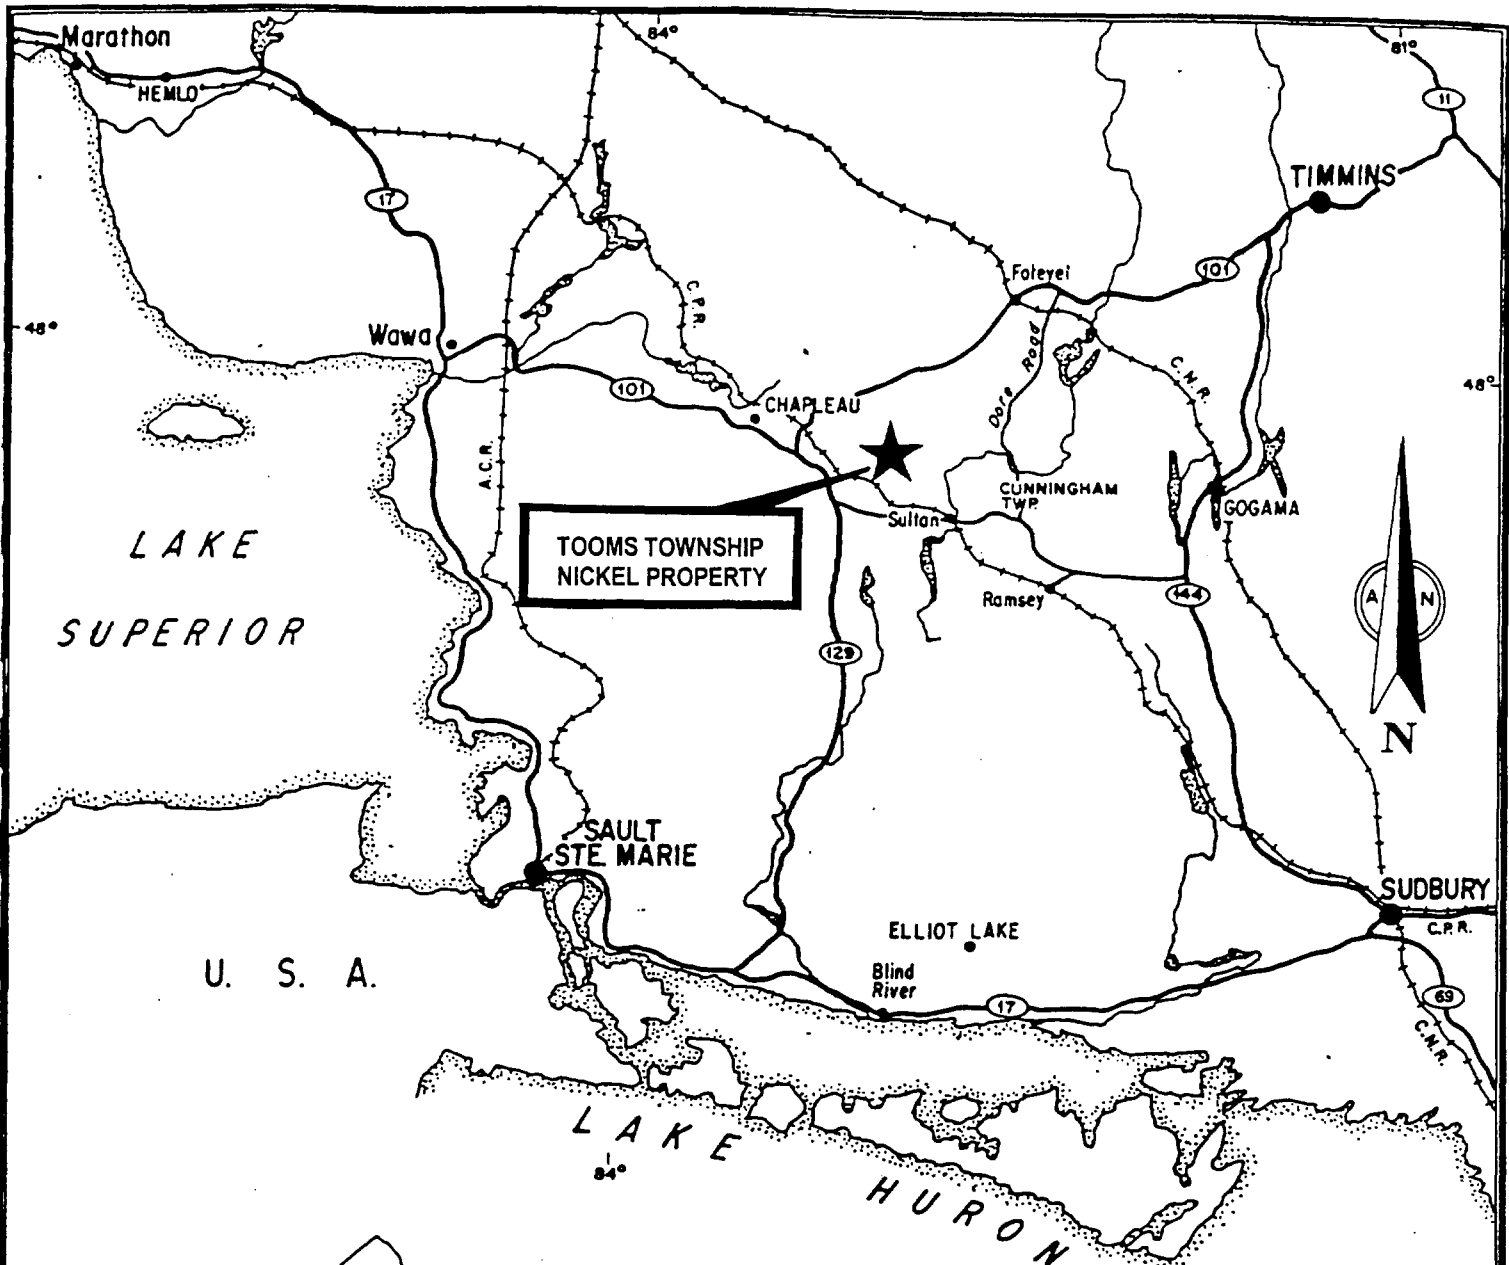 84°
81°
Marathon
HEMLO
11
17
TIMMINS
Foleyet
101
C.P.R.
48°
Wawa
Dore Road
C.N.R.
48°
101
CHAPLEAU
A.C.R.
CUNNINGHAM
TWP.
GOGAMA
Sultan
LAKE
SUPERIOR
TOOMS TOWNSHIP
NICKEL PROPERTY
Ramsey
144
A N
129
N
SAULT
STE. MARIE
SUDBURY
C.P.R.
ELLIOT LAKE
U. S. A.
Blind
River
17
69
C.N.R.
LAKE
84°
HURON